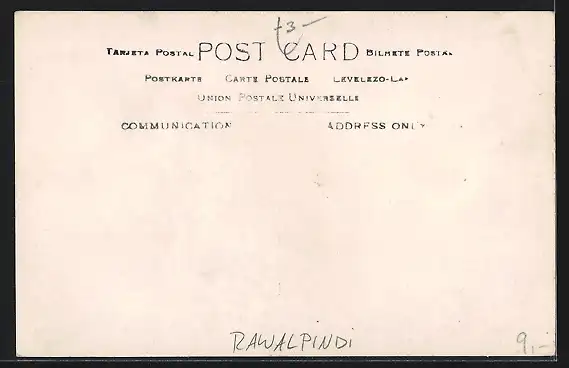 £3-
TARJETA POSTAL POST CARD BILHETE POSTAL
POSTKARTE CARTE POSTALE LEVELEZO-LAP
UNION POSTALE UNIVERSELLE
COMMUNICATION ADDRESS ONLY
RAWALPINDI 9,-